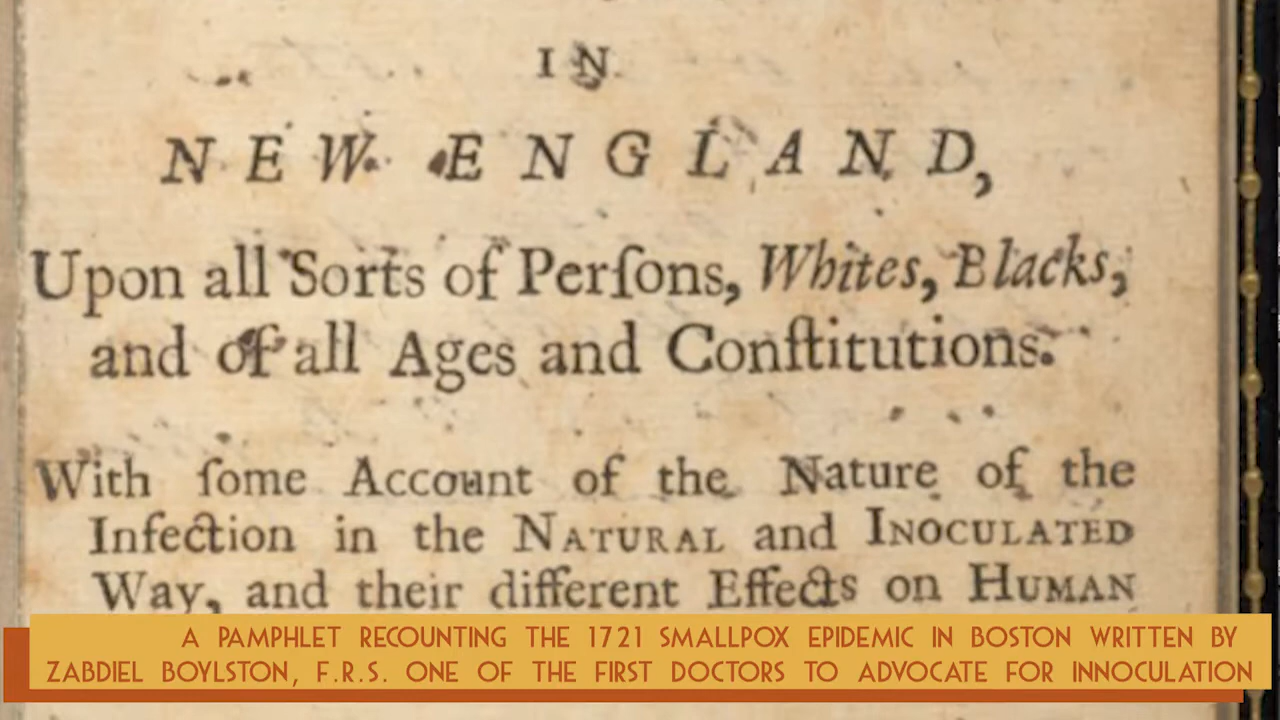 IN
NEW ENGLAND,
Upon all Sorts of Perſons, Whites, Blacks,
and of all Ages and Conſtitutions.
With ſome Account of the Nature of the
Infection in the NATURAL and INOCULATED
Way, and their different Effects on HUMAN
A PAMPHLET RECOUNTING THE 1721 SMALLPOX EPIDEMIC IN BOSTON WRITTEN BY
ZABDIEL BOYLSTON, F.R.S. ONE OF THE FIRST DOCTORS TO ADVOCATE FOR INNOCULATION